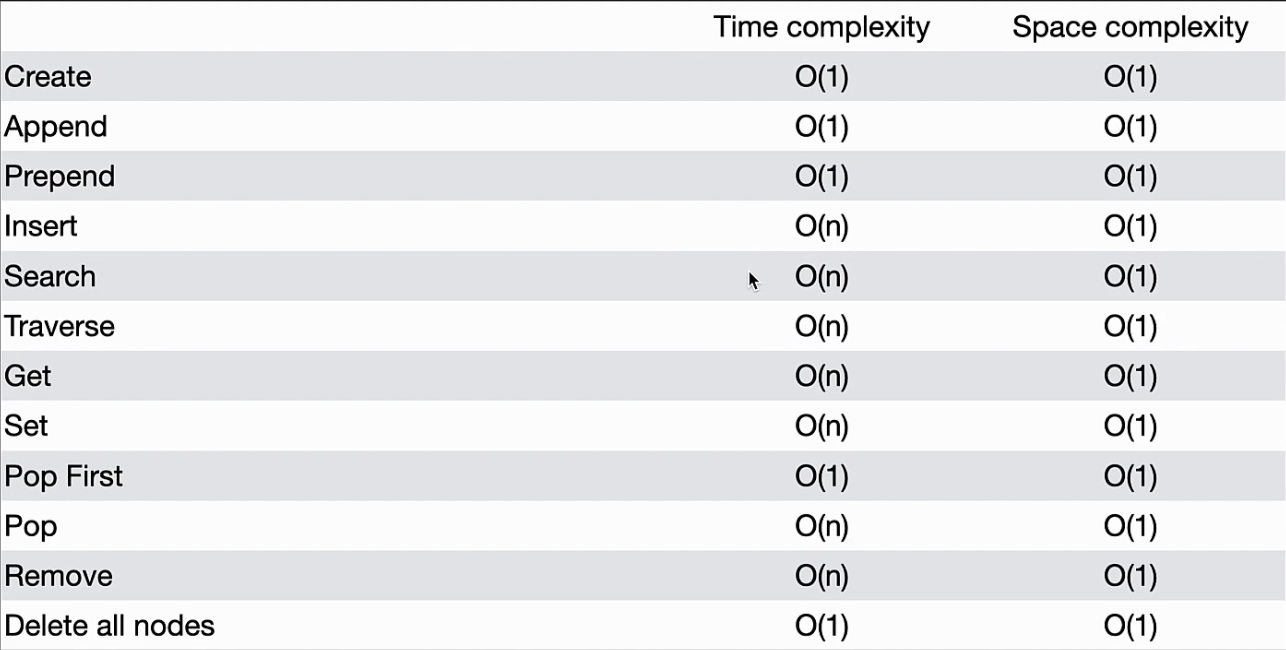 Time complexity Space complexity
Create O(1) O(1)
Append O(1) O(1)
Prepend O(1) O(1)
Insert O(n) O(1)
Search O(n) O(1)
Traverse O(n) O(1)
Get O(n) O(1)
Set O(n) O(1)
Pop First O(1) O(1)
Pop O(n) O(1)
Remove O(n) O(1)
Delete all nodes O(1) O(1)